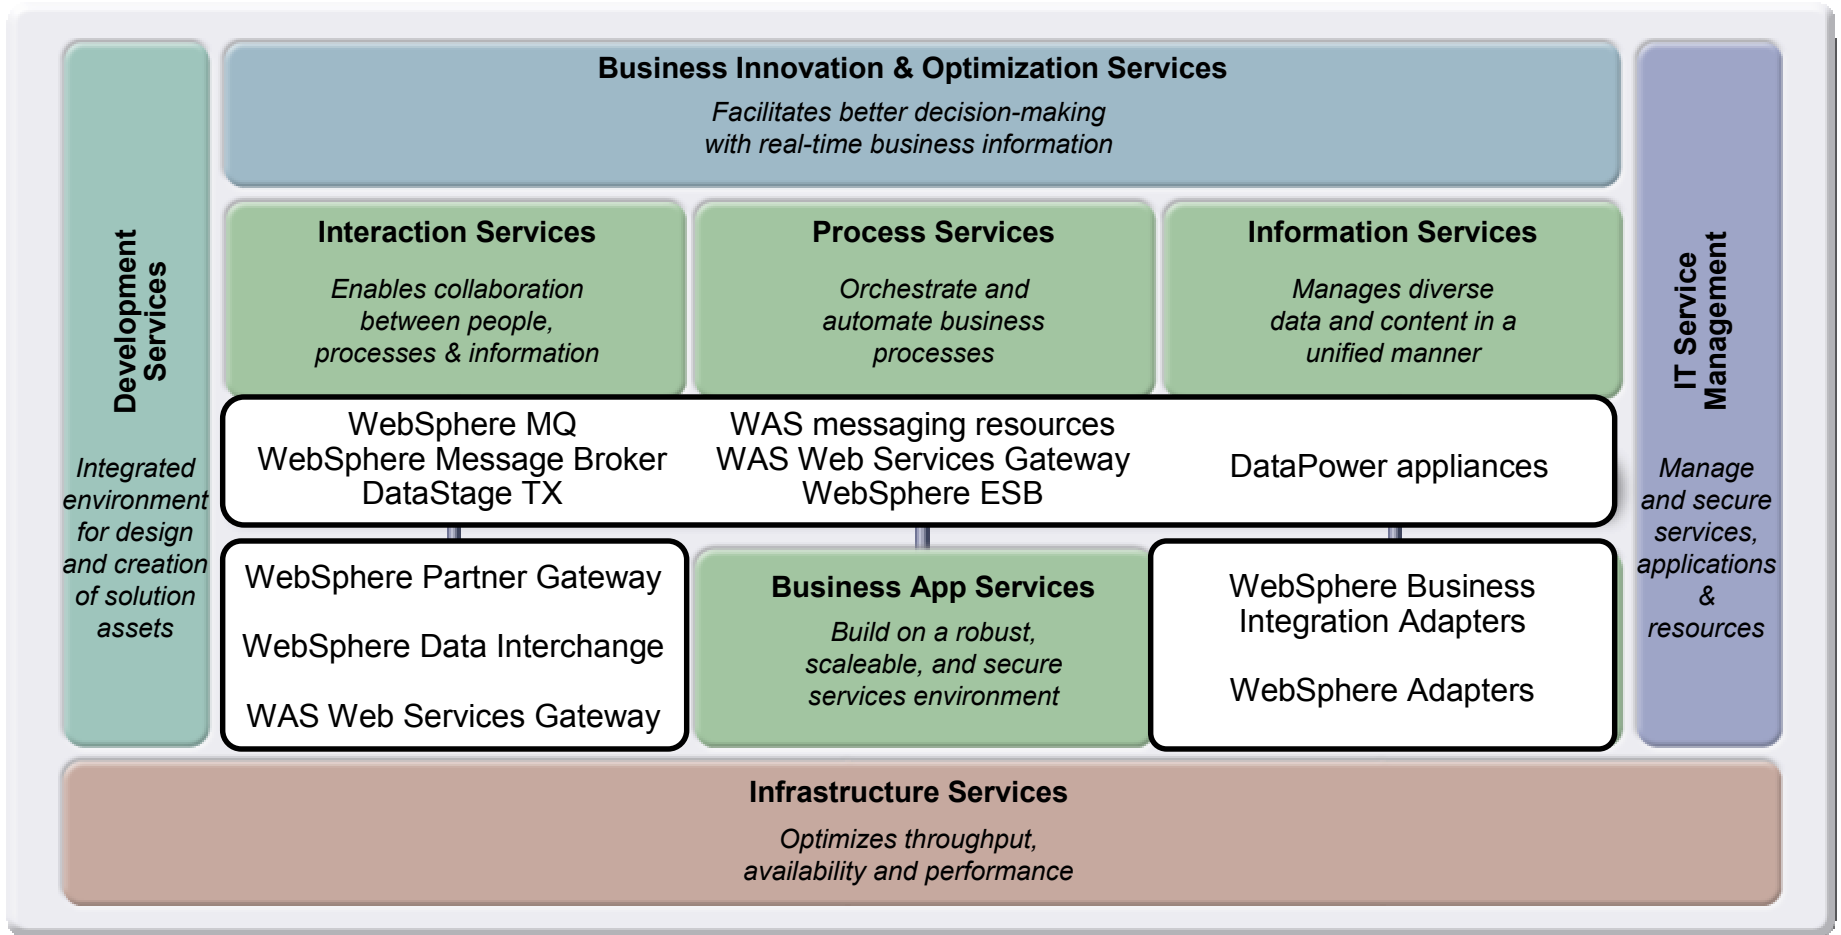 Business Innovation & Optimization Services
Facilitates better decision-making
with real-time business information
Development
Services
Integrated
environment
for design
and creation
of solution
assets
Interaction Services
Enables collaboration
between people,
processes & information
Process Services
Orchestrate and
automate business
processes
Information Services
Manages diverse
data and content in a
unified manner
IT Service
Management
Manage
and secure
services,
applications
&
resources
WebSphere MQ
WebSphere Message Broker
DataStage TX
WAS messaging resources
WAS Web Services Gateway
WebSphere ESB
DataPower appliances
WebSphere Partner Gateway
WebSphere Data Interchange
WAS Web Services Gateway
Business App Services
Build on a robust,
scaleable, and secure
services environment
WebSphere Business
Integration Adapters
WebSphere Adapters
Infrastructure Services
Optimizes throughput,
availability and performance